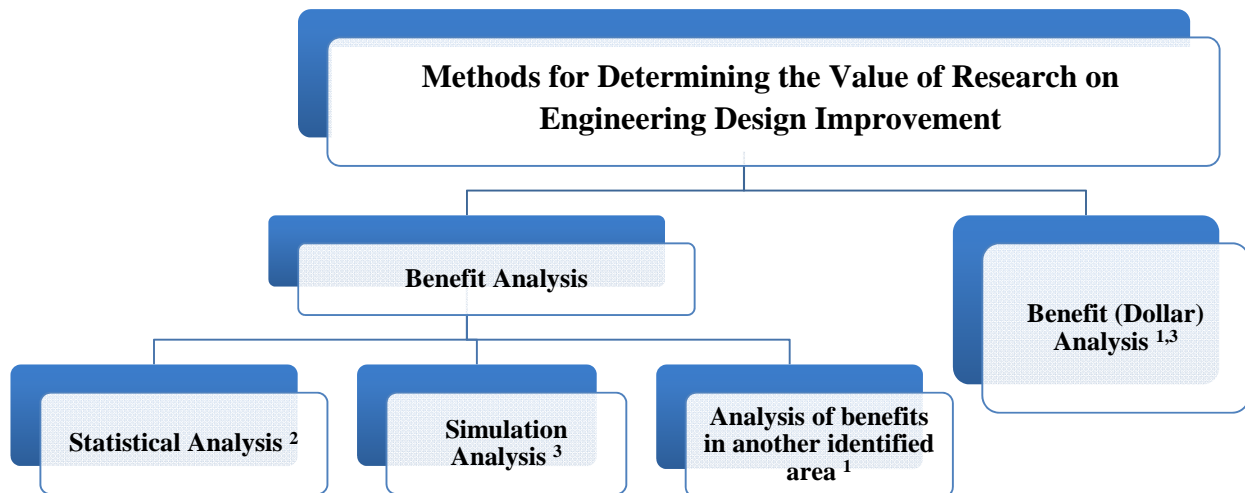 Methods for Determining the Value of Research on
Engineering Design Improvement
Benefit Analysis
Benefit (Dollar)
Analysis 1,3
Statistical Analysis 2
Simulation
Analysis 3
Analysis of benefits
in another identified
area 1